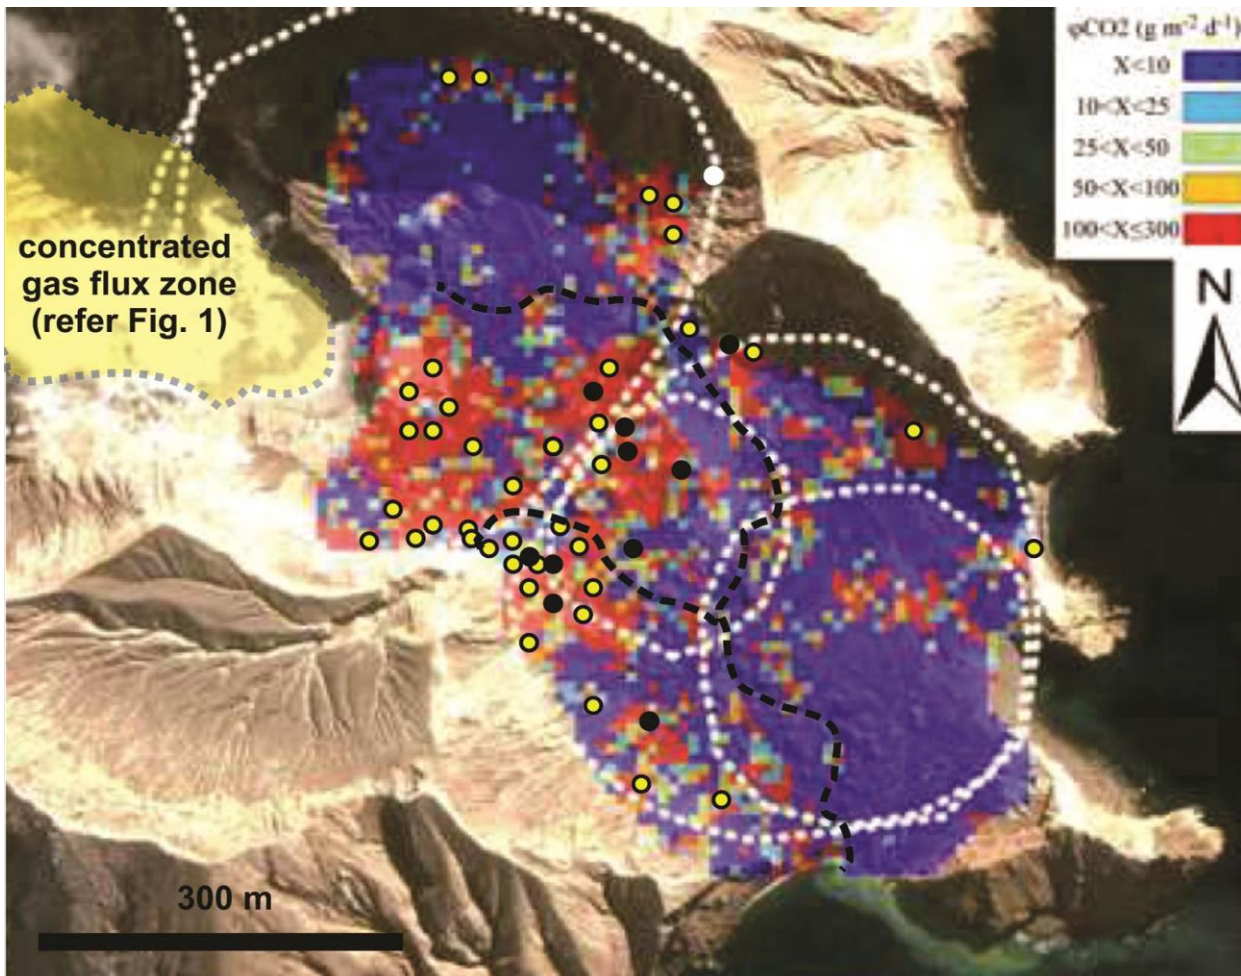 φCO2 (g m⁻² d⁻¹)
X<10
10<X<25
25<X<50
50<X<100
100<X≤300
N
concentrated
gas flux zone
(refer Fig. 1)
300 m